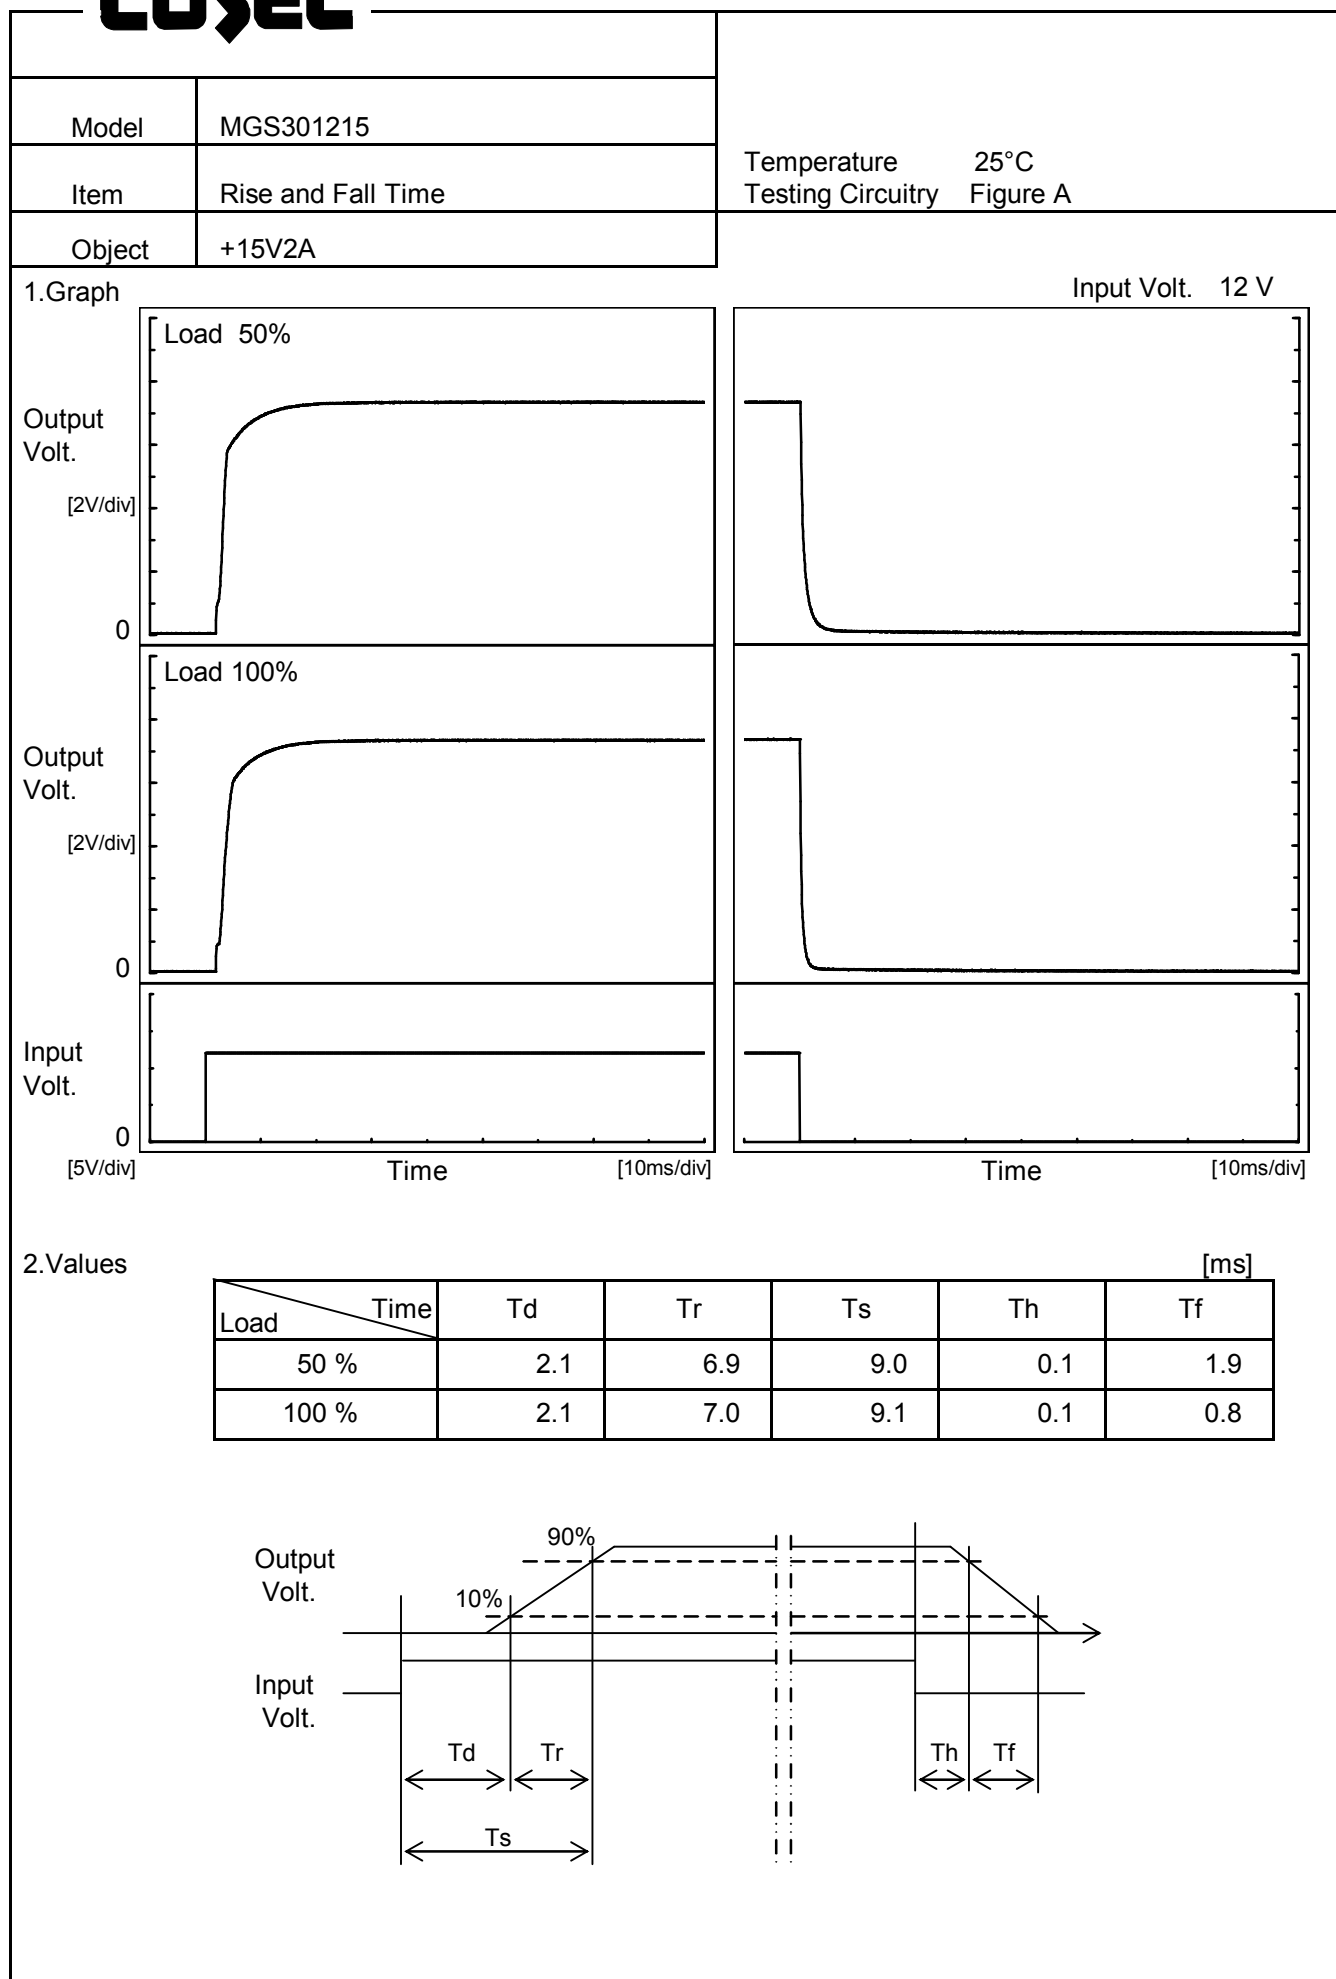 COSEL
Model MGS301215
Item Rise and Fall Time
Temperature 25°C
Testing Circuitry Figure A
Object +15V2A
1.Graph
Input Volt. 12 V
Load 50%
Output
Volt.
[2V/div]
0
Load 100%
Output
Volt.
[2V/div]
0
Input
Volt.
0
[5V/div] Time [10ms/div] Time [10ms/div]
2.Values [ms]
Time
Load Td Tr Ts Th Tf
50 % 2.1 6.9 9.0 0.1 1.9
100 % 2.1 7.0 9.1 0.1 0.8
90%
Output
Volt.
10%
Input
Volt.
Td Tr Th Tf
Ts